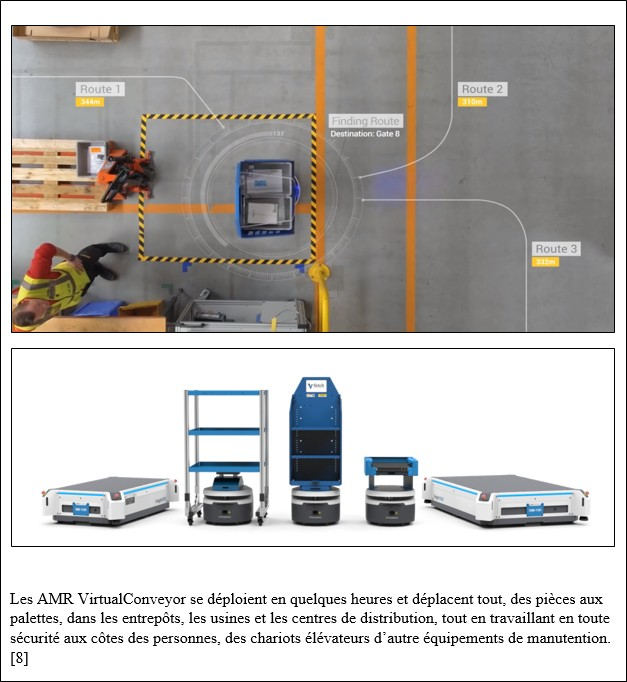 Route 1
344m
Route 2
310m
Finding Route
Destination: Gate 8
Route 3
332m
Les AMR VirtualConveyor se déploient en quelques heures et déplacent tout, des pièces aux
palettes, dans les entrepôts, les usines et les centres de distribution, tout en travaillant en toute
sécurité aux côtes des personnes, des chariots élévateurs d’autre équipements de manutention.
[8]